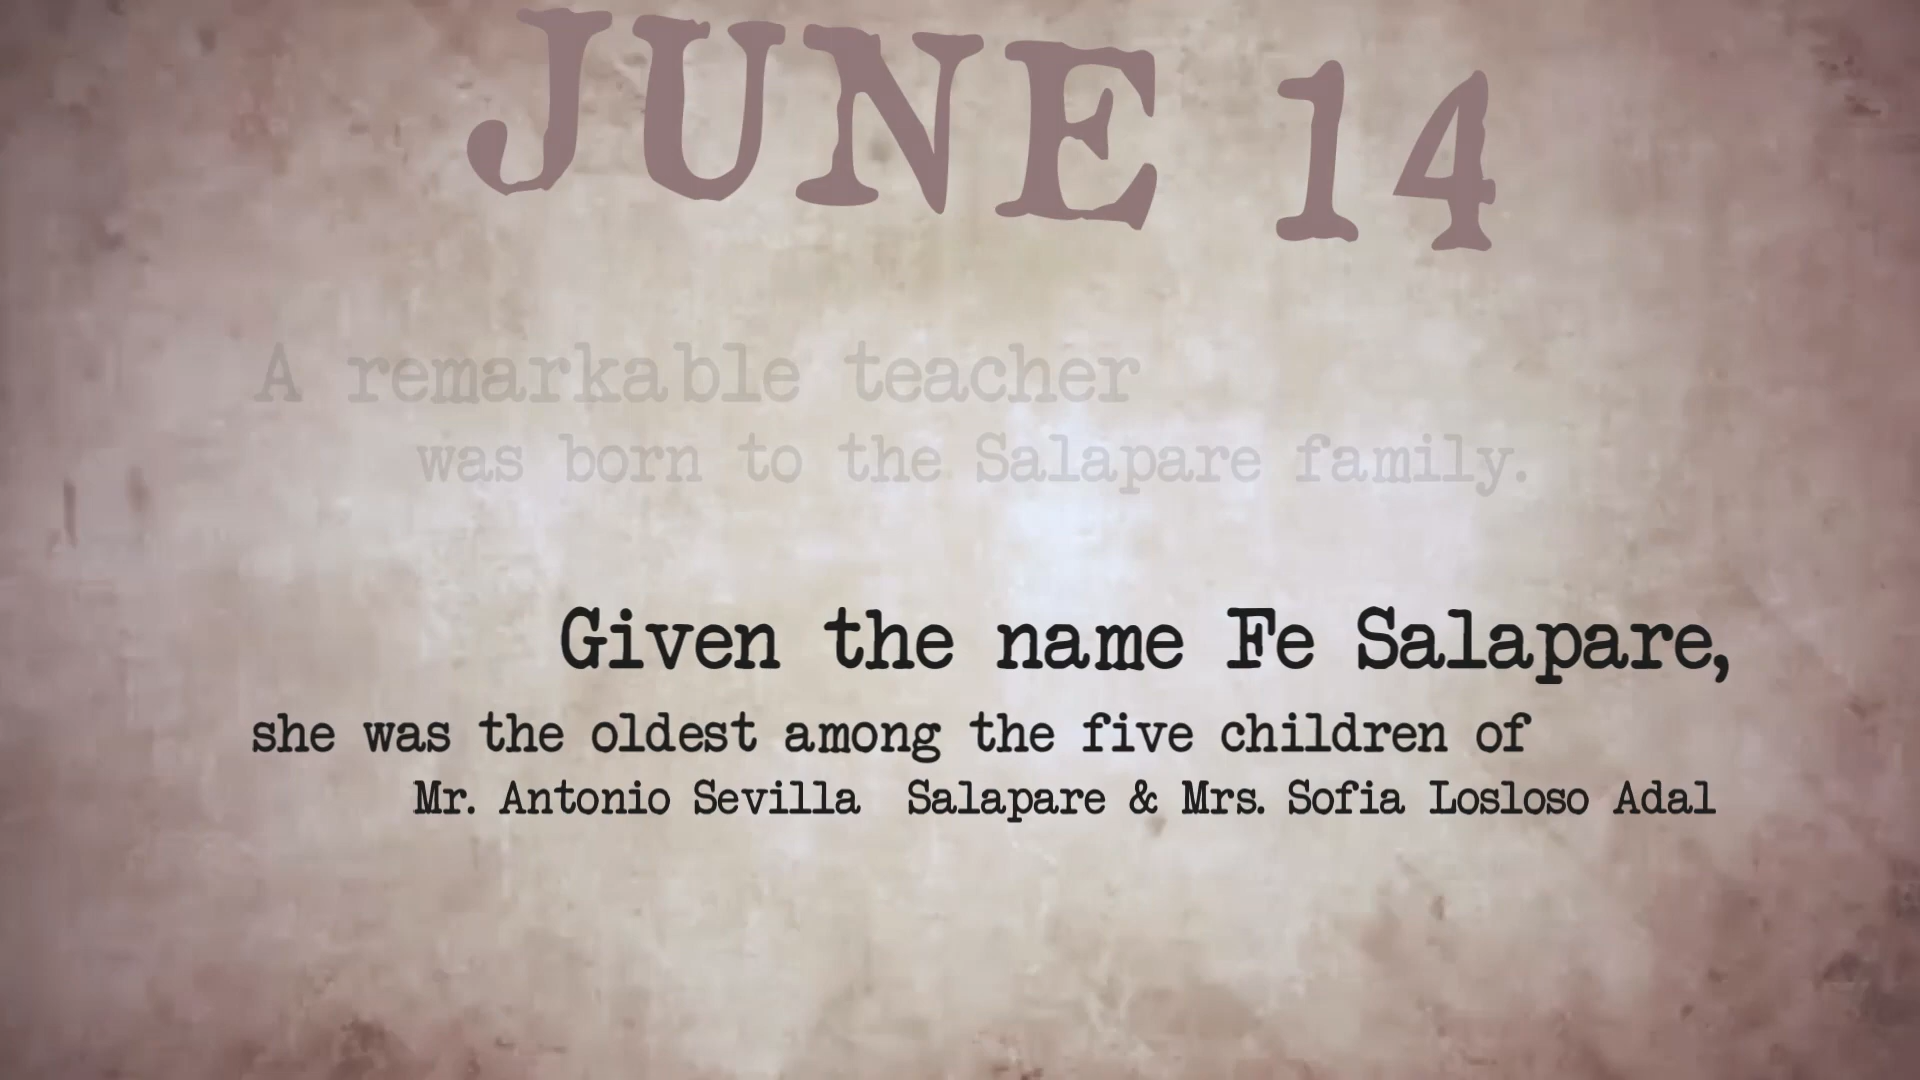 JUNE 14
A remarkable teacher
was born to the Salapare family.
Given the name Fe Salapare,
she was the oldest among the five children of
Mr. Antonio Sevilla Salapare & Mrs. Sofia Losloso Adal